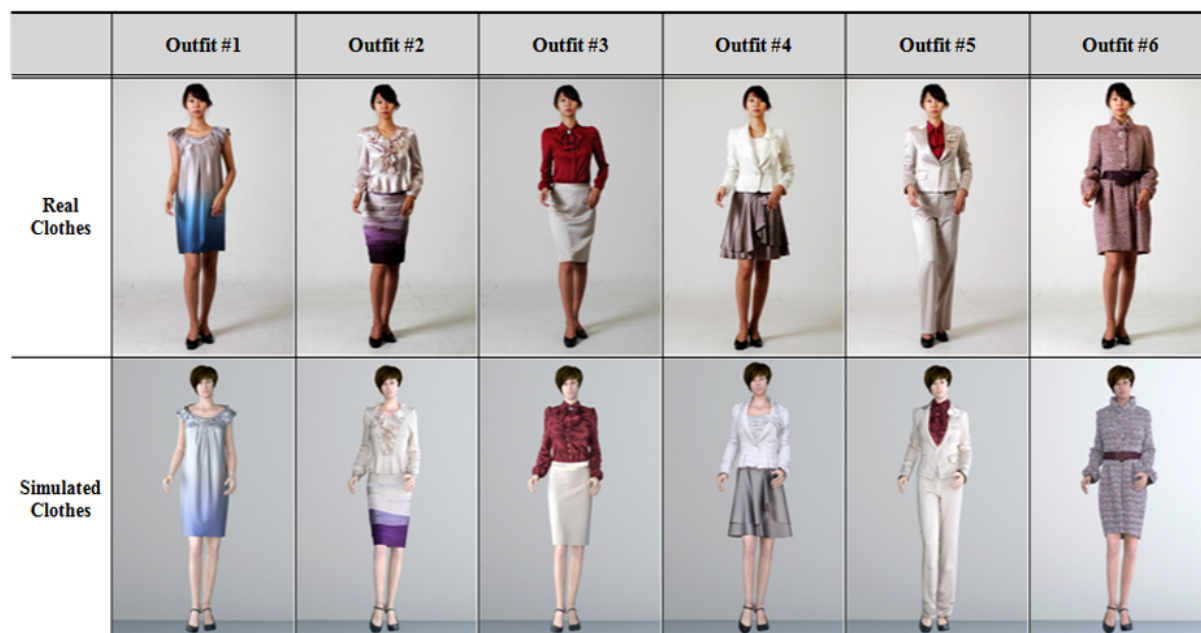 Outfit #1
Outfit #2
Outfit #3
Outfit #4
Outfit #5
Outfit #6
Real
Clothes
Simulated
Clothes